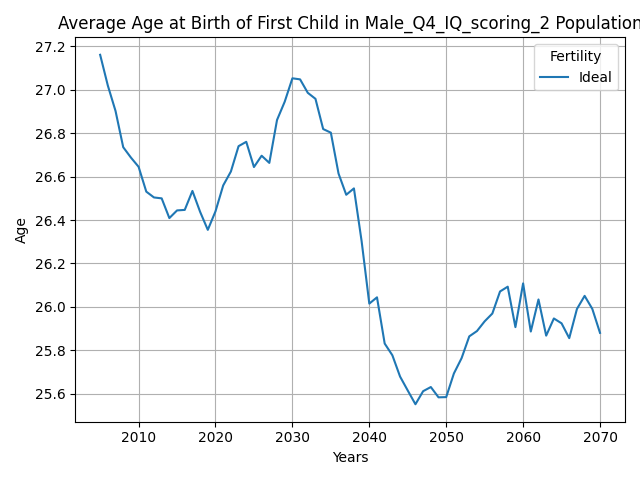 Average Age at Birth of First Child in Male_Q4_IQ_scoring_2 Population
27.2
27.0
26.8
26.6
26.4
26.2
26.0
25.8
25.6
Age
Fertility
Ideal
2010 2020 2030 2040 2050 2060 2070
Years